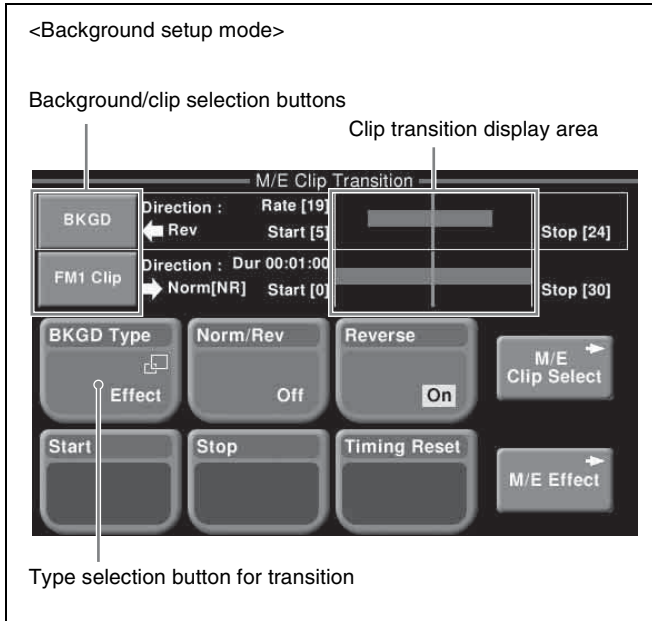 <Background setup mode>
Background/clip selection buttons
Clip transition display area
M/E Clip Transition
BKGD
Direction : Rate [19]
Rev Start [5] Stop [24]
FM1 Clip
Direction : Dur 00:01:00
Norm[NR] Start [0] Stop [30]
BKGD Type
Effect
Norm/Rev
Off
Reverse
On
M/E
Clip Select
Start
Stop
Timing Reset
M/E Effect
Type selection button for transition